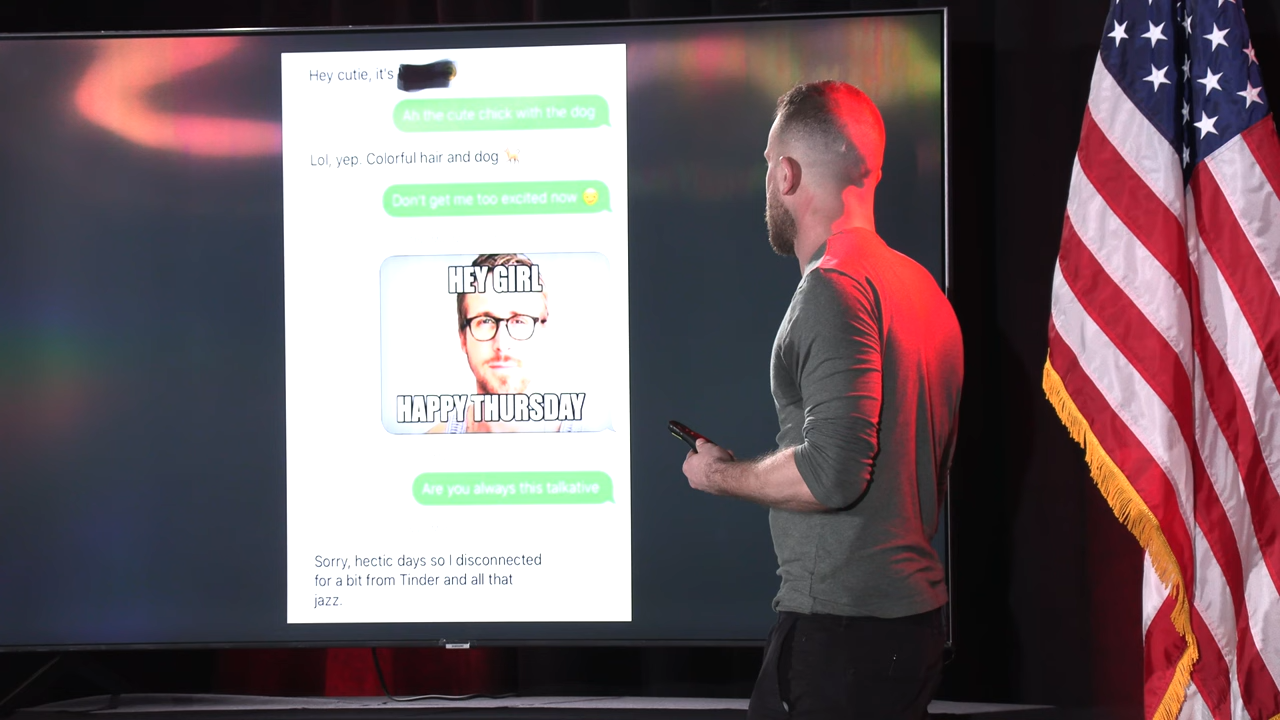 Hey cutie, it's
Ah the cute chick with the dog
Lol, yep. Colorful hair and dog 🐕
Don't get me too excited now 😏
HEY GIRL
HAPPY THURSDAY
Are you always this talkative
Sorry, hectic days so I disconnected
for a bit from Tinder and all that
jazz.